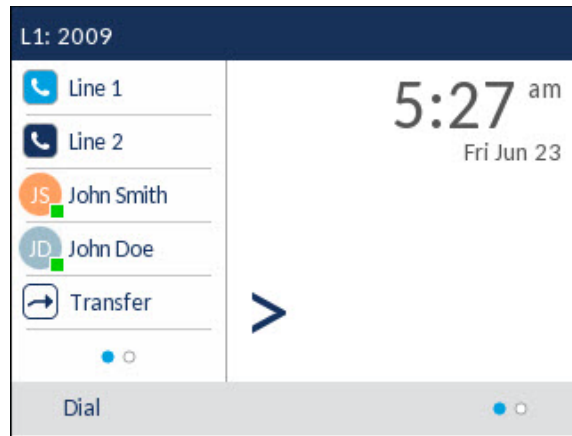 L1: 2009
Line 1
Line 2
JS John Smith
JD John Doe
Transfer
5:27 am
Fri Jun 23
>
Dial